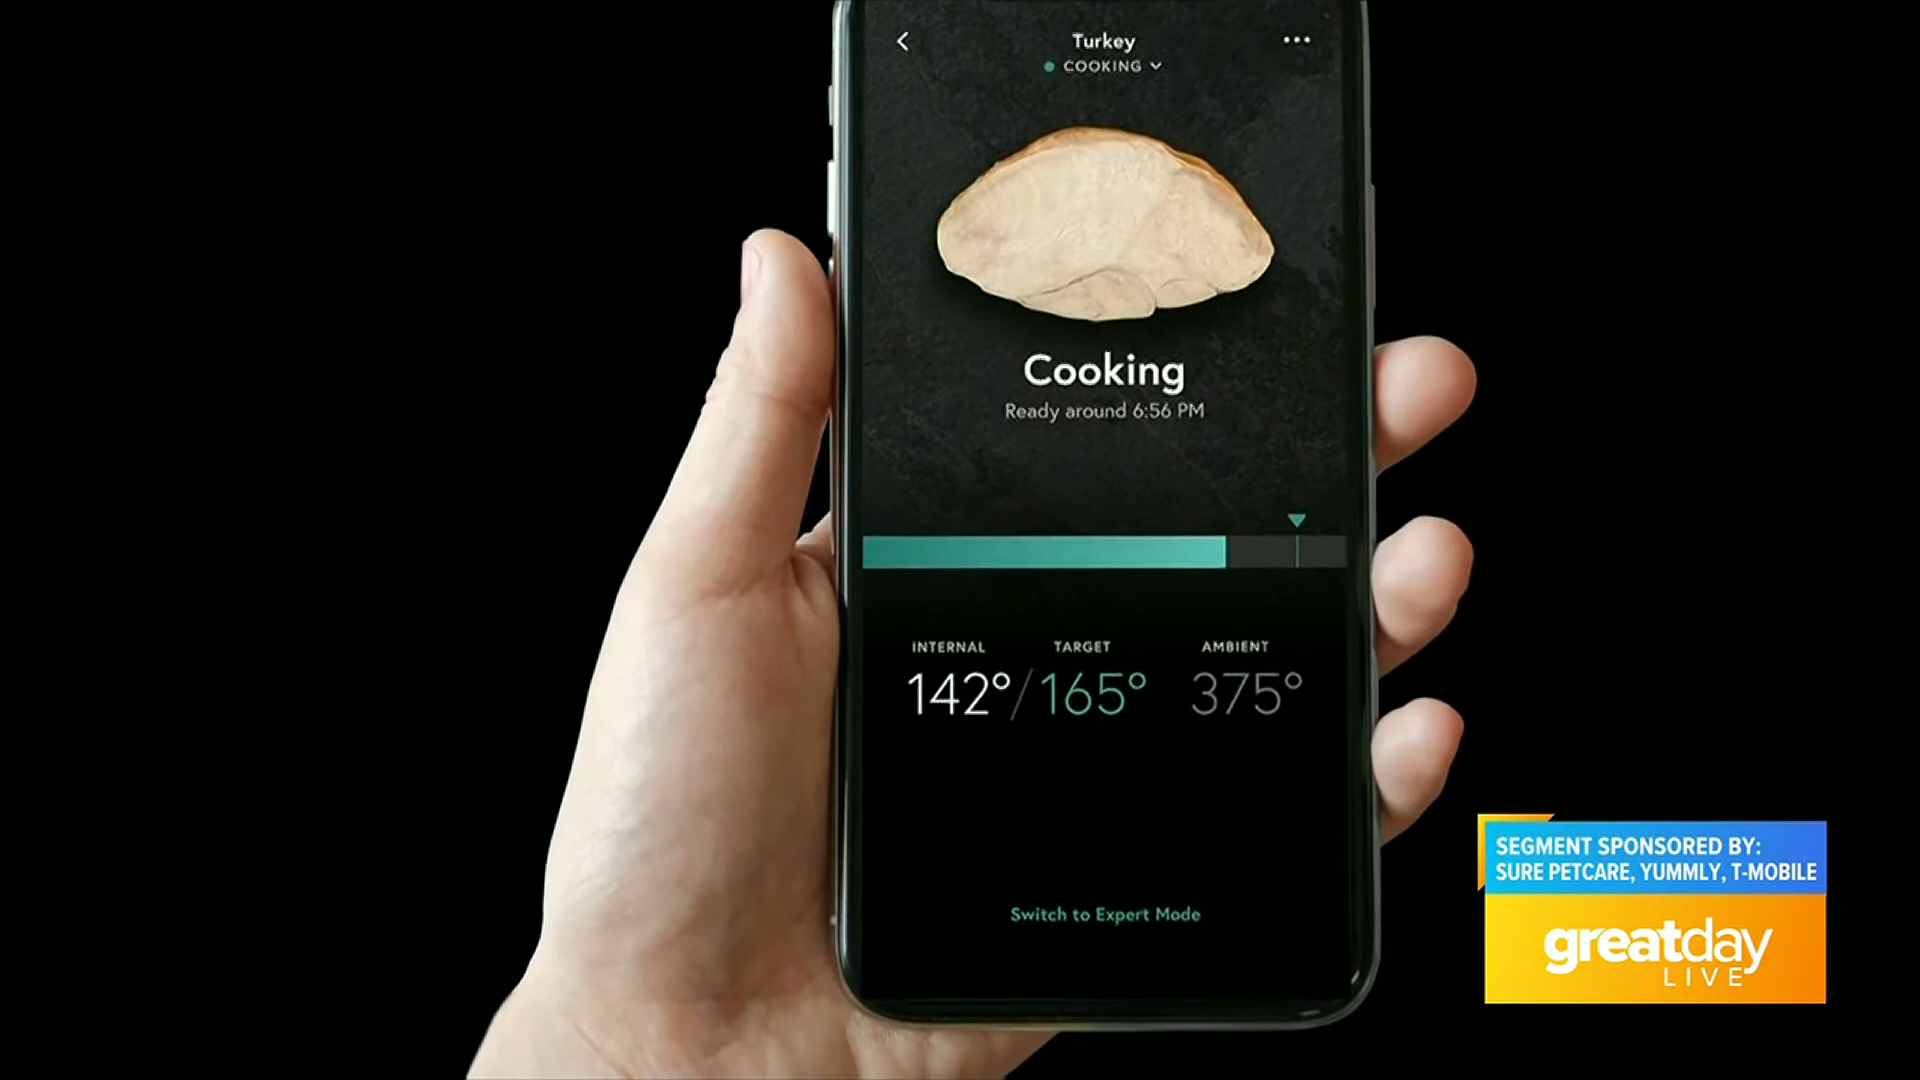 Turkey
COOKING
Cooking
Ready around 6:56 PM
INTERNAL TARGET AMBIENT
142°/165° 375°
Switch to Expert Mode
SEGMENT SPONSORED BY:
SURE PETCARE, YUMMLY, T-MOBILE
greatday
LIVE